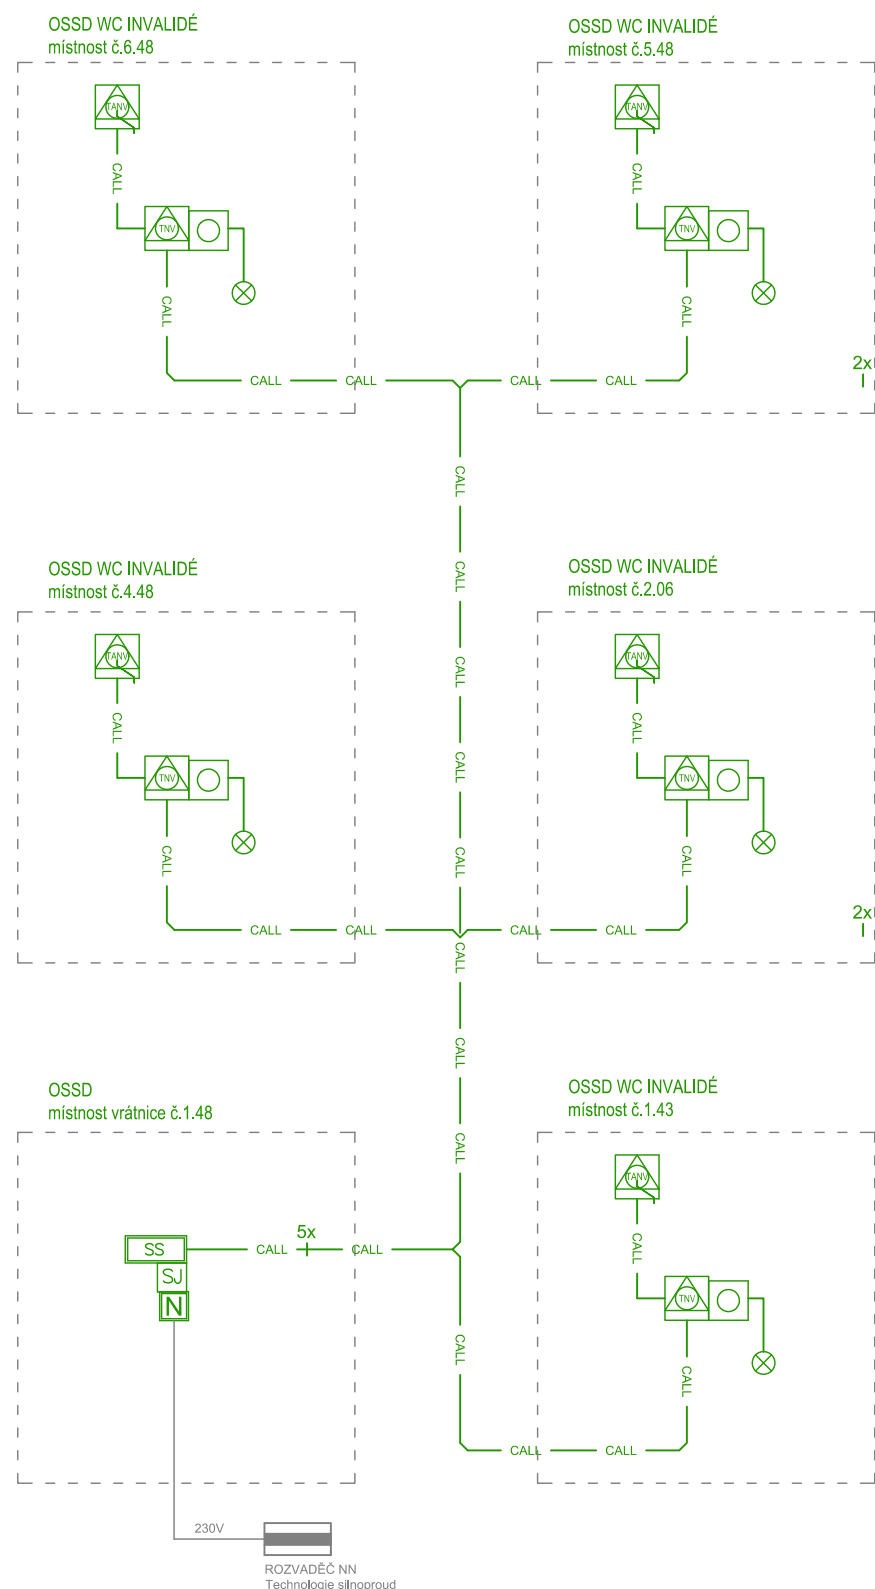 OSSD WC INVALIDÉ
místnost č.6.48
TANV
CALL
TNV
CALL
CALL
CALL
OSSD WC INVALIDÉ
místnost č.5.48
TANV
CALL
TNV
CALL
CALL
CALL
2x
CALL
CALL
CALL
CALL
CALL
OSSD WC INVALIDÉ
místnost č.4.48
TANV
CALL
TNV
CALL
CALL
CALL
OSSD WC INVALIDÉ
místnost č.2.06
TANV
CALL
TNV
CALL
CALL
CALL
2x
CALL
CALL
CALL
OSSD
místnost vrátnice č.1.48
SS
SJ
N
CALL
5x
CALL
OSSD WC INVALIDÉ
místnost č.1.43
TANV
CALL
TNV
CALL
CALL
CALL
CALL
230V
ROZVADĚČ NN
Technologie silnoproud